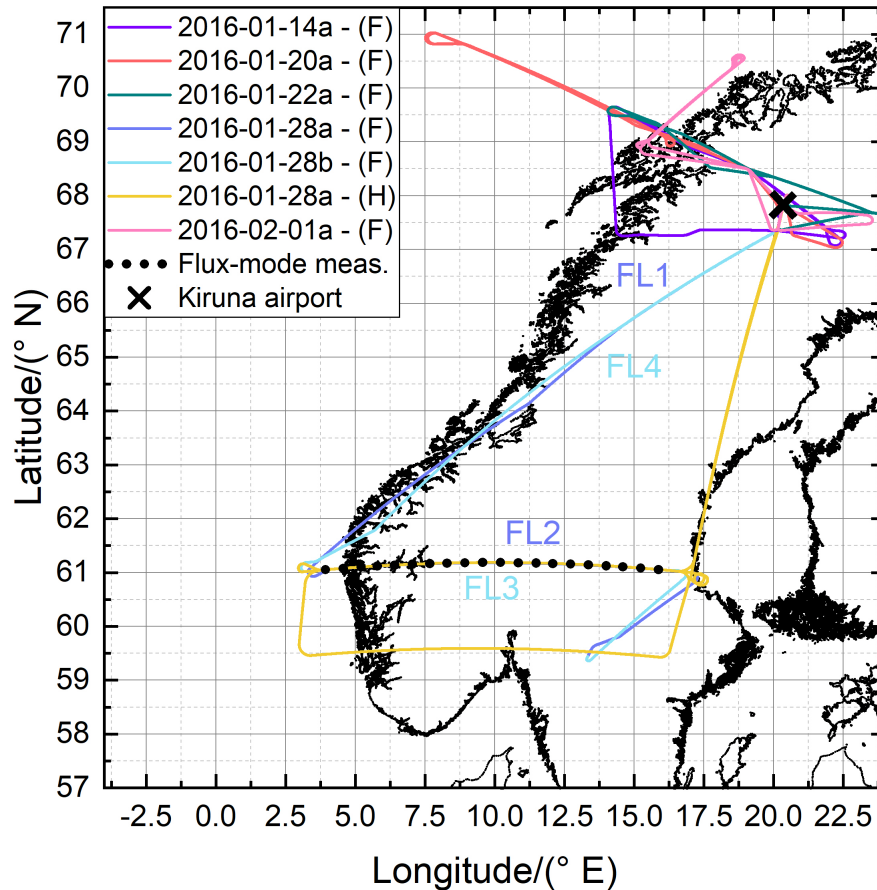 2016-01-14a - (F)
2016-01-20a - (F)
2016-01-22a - (F)
2016-01-28a - (F)
2016-01-28b - (F)
2016-01-28a - (H)
2016-02-01a - (F)
Flux-mode meas.
Kiruna airport
71
70
69
68
67
66
65
64
63
62
61
60
59
58
57
Latitude/(° N)
FL1
FL4
FL2
FL3
-2.5 0.0 2.5 5.0 7.5 10.0 12.5 15.0 17.5 20.0 22.5
Longitude/(° E)